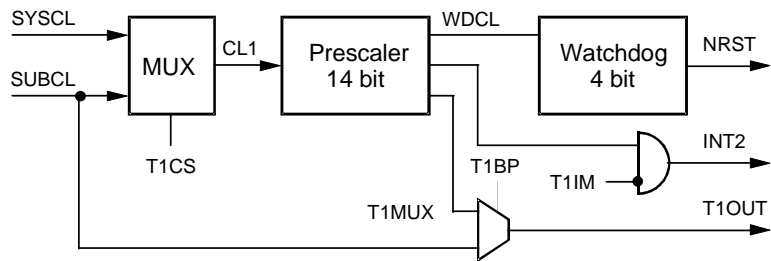 SYSCL
SUBCL
MUX
T1CS
CL1
Prescaler
14 bit
WDCL
Watchdog
4 bit
NRST
INT2
T1BP
T1IM
T1MUX
T1OUT